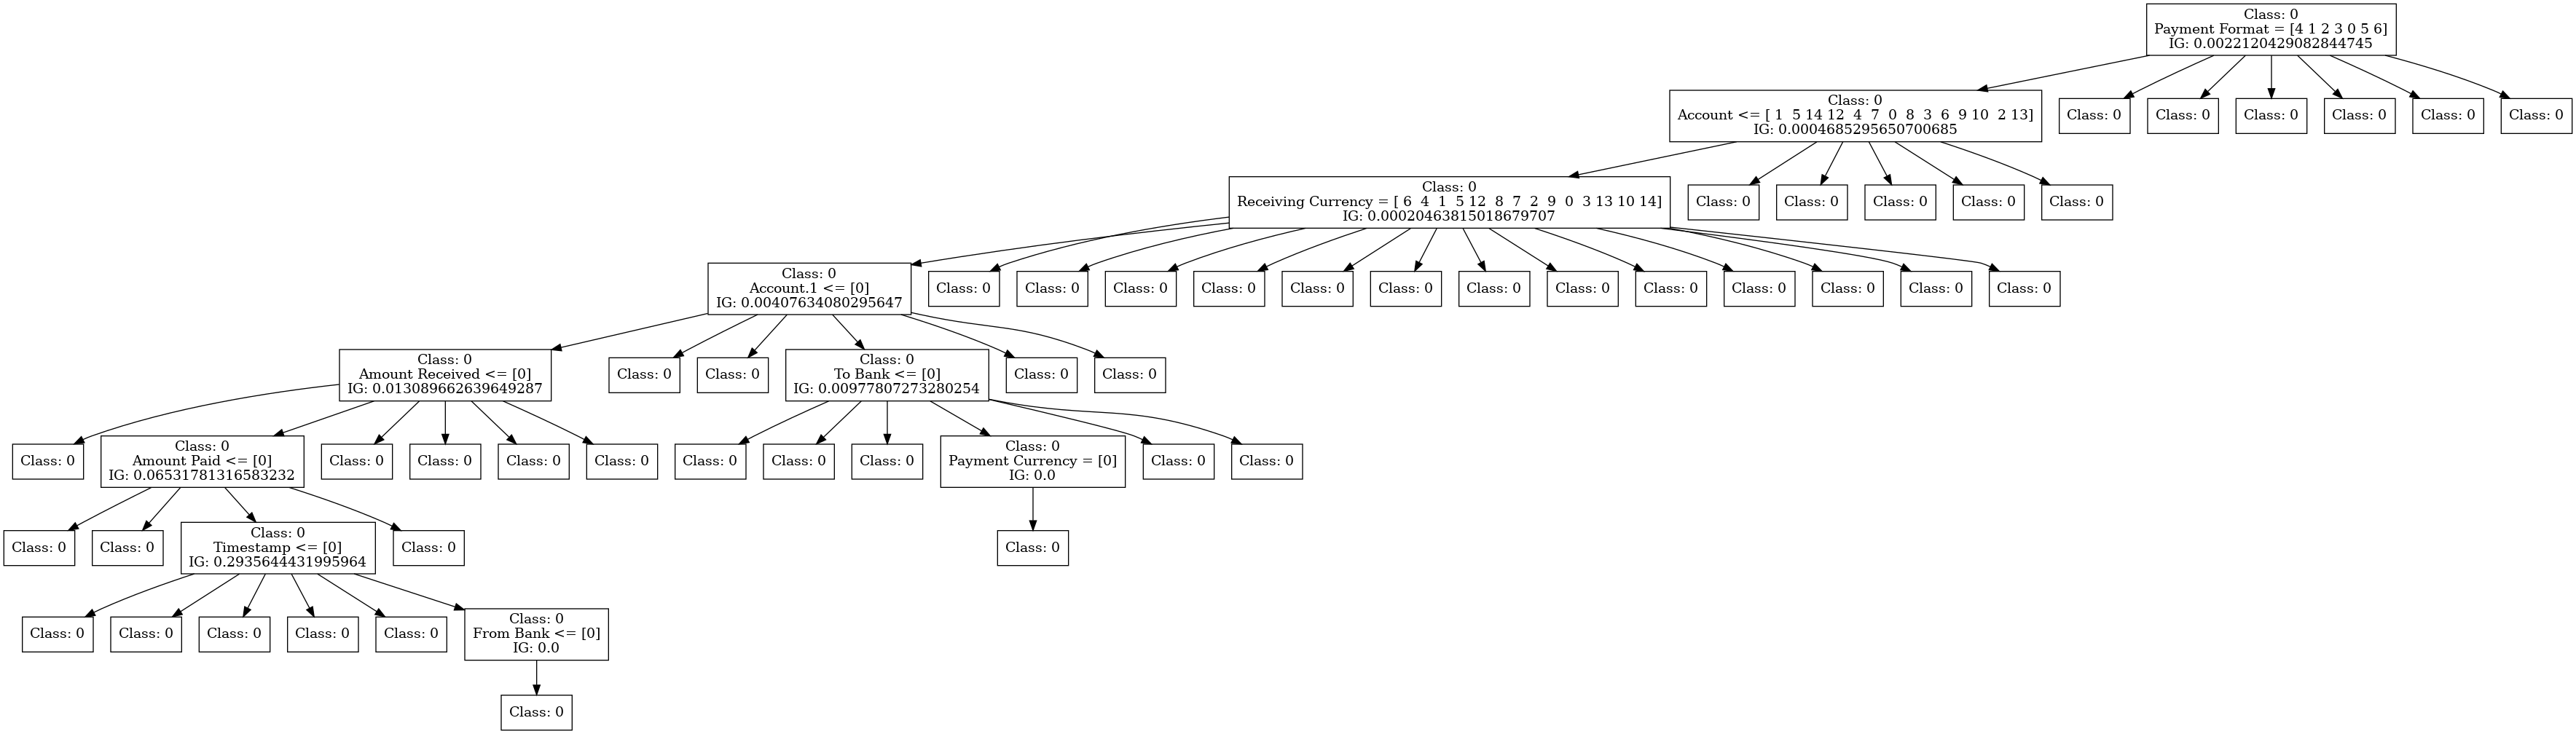 Class: 0
Payment Format = [4 1 2 3 0 5 6]
IG: 0.0022120429082844745
Class: 0
Account <= [ 1  5 14 12  4  7  0  8  3  6  9 10  2 13]
IG: 0.0004685295650700685
Class: 0
Class: 0
Class: 0
Class: 0
Class: 0
Class: 0
Class: 0
Receiving Currency = [ 6  4  1  5 12  8  7  2  9  0  3 13 10 14]
IG: 0.00020463815018679707
Class: 0
Class: 0
Class: 0
Class: 0
Class: 0
Class: 0
Account.1 <= [0]
IG: 0.00407634080295647
Class: 0
Class: 0
Class: 0
Class: 0
Class: 0
Class: 0
Class: 0
Class: 0
Class: 0
Class: 0
Class: 0
Class: 0
Class: 0
Class: 0
Amount Received <= [0]
IG: 0.013089662639649287
Class: 0
Class: 0
Class: 0
To Bank <= [0]
IG: 0.00977807273280254
Class: 0
Class: 0
Class: 0
Class: 0
Amount Paid <= [0]
IG: 0.06531781316583232
Class: 0
Class: 0
Class: 0
Class: 0
Class: 0
Class: 0
Class: 0
Class: 0
Payment Currency = [0]
IG: 0.0
Class: 0
Class: 0
Class: 0
Class: 0
Class: 0
Timestamp <= [0]
IG: 0.2935644431995964
Class: 0
Class: 0
Class: 0
Class: 0
Class: 0
Class: 0
Class: 0
Class: 0
From Bank <= [0]
IG: 0.0
Class: 0